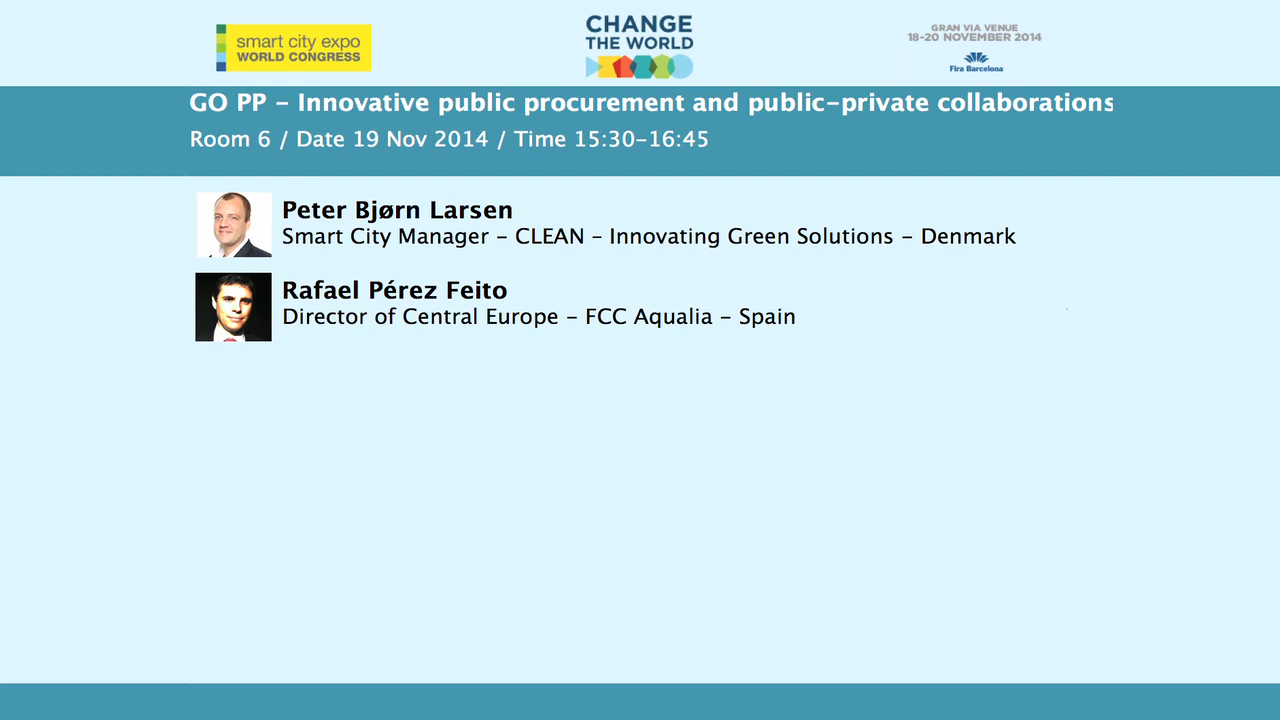 smart city expo
WORLD CONGRESS
CHANGE
THE WORLD
GRAN VIA VENUE
18-20 NOVEMBER 2014
Fira Barcelona
GO PP - Innovative public procurement and public-private collaborations
Room 6 / Date 19 Nov 2014 / Time 15:30-16:45
Peter Bjørn Larsen
Smart City Manager - CLEAN - Innovating Green Solutions - Denmark
Rafael Pérez Feito
Director of Central Europe - FCC Aqualia - Spain